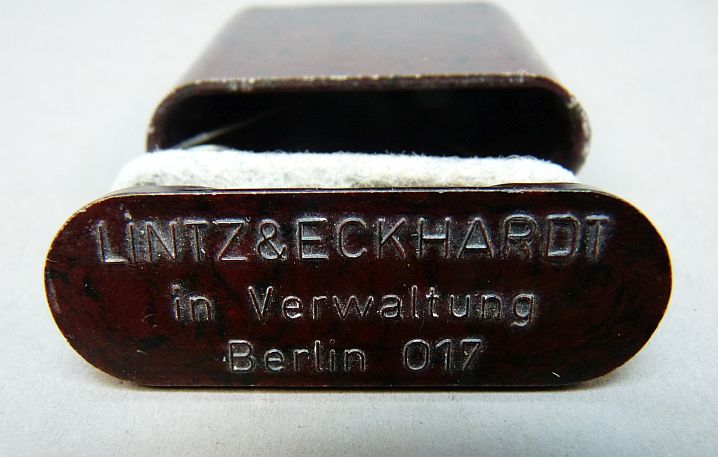 LINTZ&ECKHARDT
in Verwaltung
Berlin O17